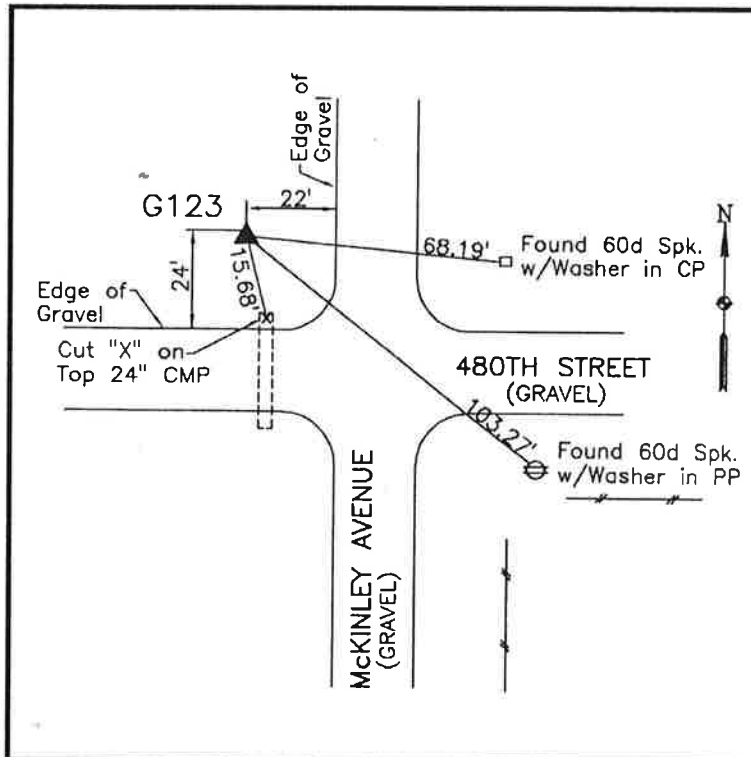 Edge of
Gravel
G123
22'
N
68.19'
Found 60d Spk.
w/Washer in CP
24'
15.68'
Edge of
Gravel
Cut "X" on
Top 24" CMP
480TH STREET
(GRAVEL)
103.27'
Found 60d Spk.
w/Washer in PP
McKINLEY AVENUE
(GRAVEL)